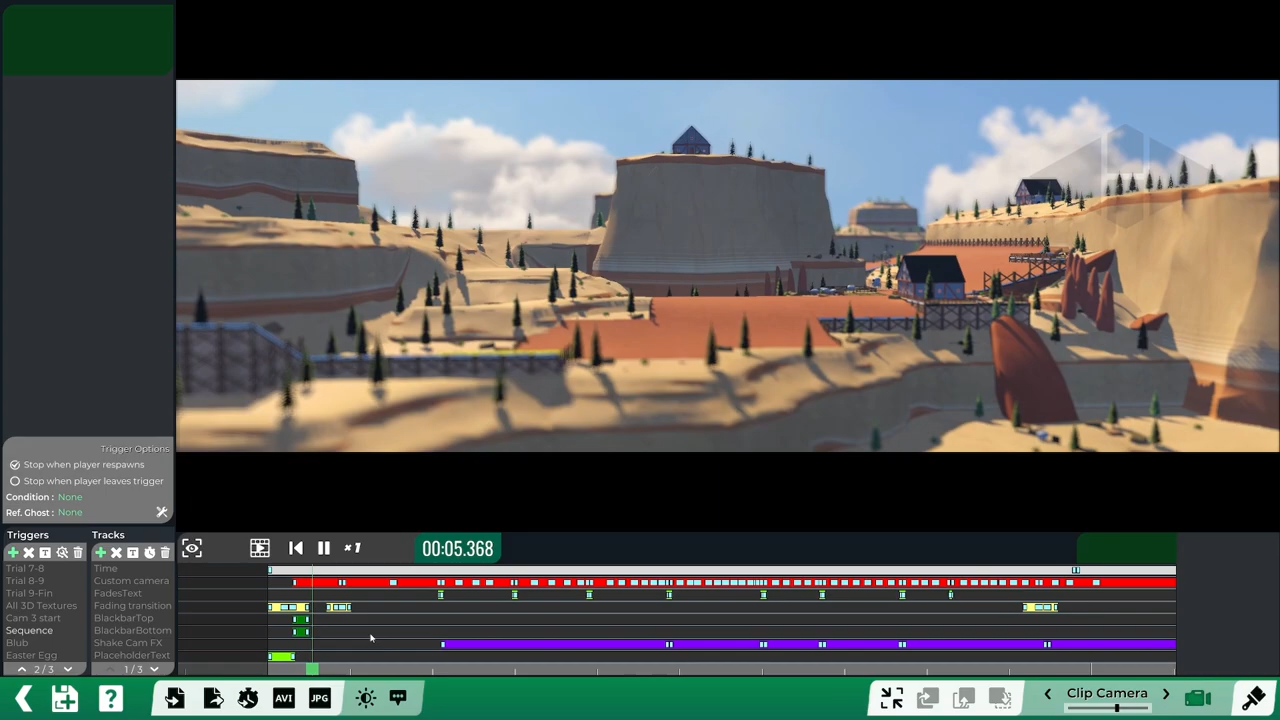 Trigger Options
Stop when player respawns
Stop when player leaves trigger
Condition : None
Ref. Ghost : None
Triggers
Tracks
Trial 7-8
Trial 8-9
Trial 9-Fin
All 3D Textures
Cam 3 start
Sequence
Blub
Easter Egg
2 / 3
Time
Custom camera
FadesText
Fading transition
BlackbarTop
BlackbarBottom
Shake Cam FX
PlaceholderText
1 / 3
× 1
00:05.368
?
AVI
JPG
Clip Camera